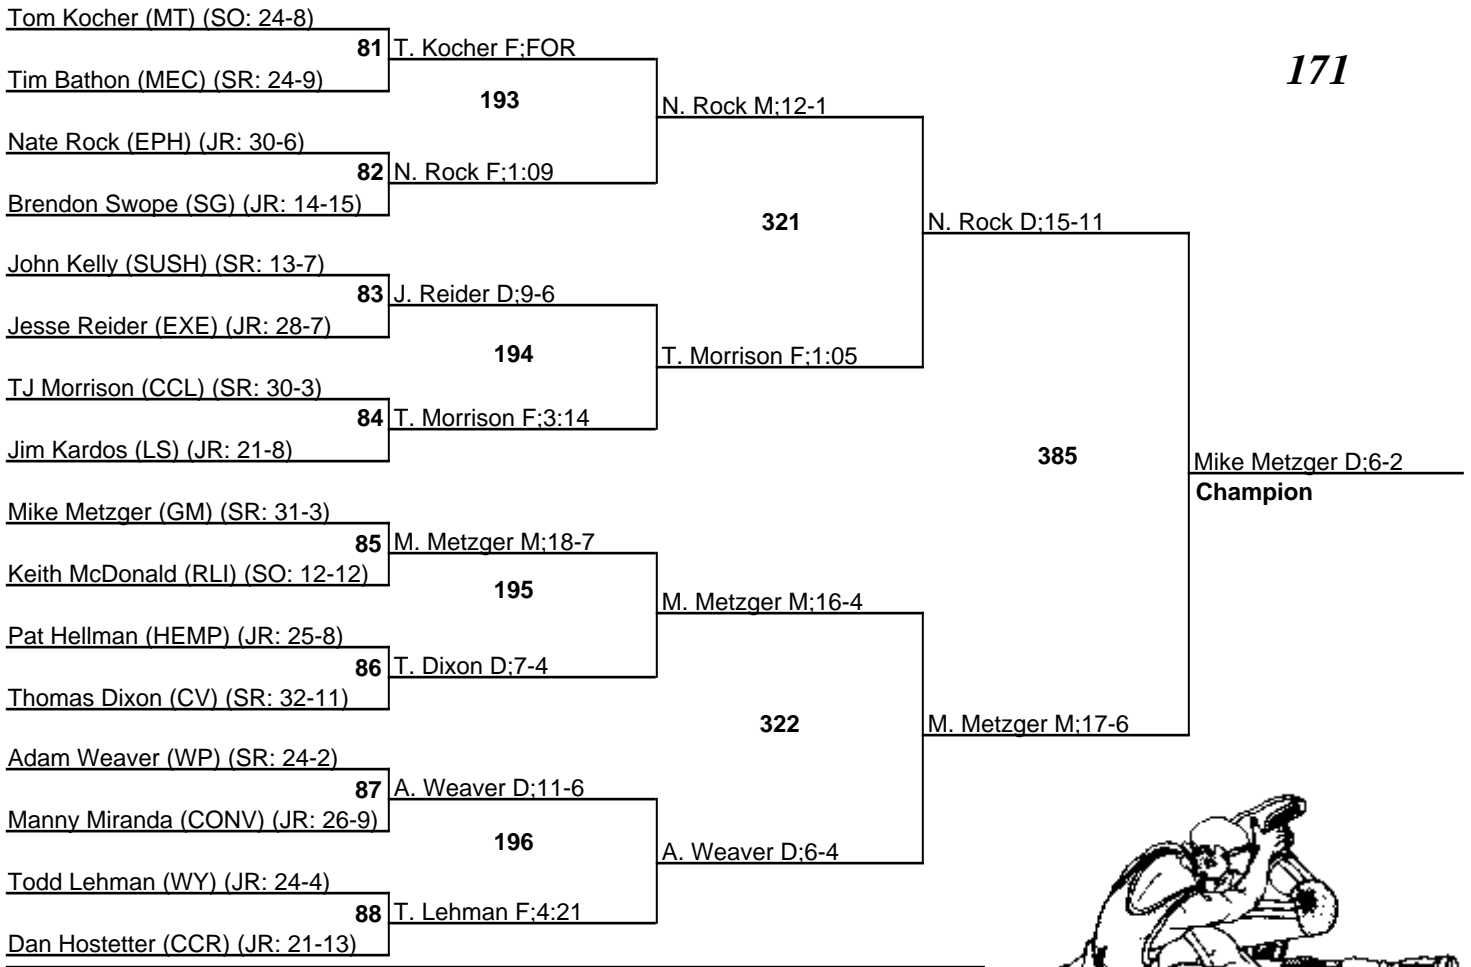 Tom Kocher (MT) (SO: 24-8)
81 T. Kocher F;FOR
Tim Bathon (MEC) (SR: 24-9)
171
193
N. Rock M;12-1
Nate Rock (EPH) (JR: 30-6)
82 N. Rock F;1:09
Brendon Swope (SG) (JR: 14-15)
321
N. Rock D;15-11
John Kelly (SUSH) (SR: 13-7)
83 J. Reider D;9-6
Jesse Reider (EXE) (JR: 28-7)
194
T. Morrison F;1:05
TJ Morrison (CCL) (SR: 30-3)
84 T. Morrison F;3:14
Jim Kardos (LS) (JR: 21-8)
385
Mike Metzger D;6-2
Champion
Mike Metzger (GM) (SR: 31-3)
85 M. Metzger M;18-7
Keith McDonald (RLI) (SO: 12-12)
195
M. Metzger M;16-4
Pat Hellman (HEMP) (JR: 25-8)
86 T. Dixon D;7-4
Thomas Dixon (CV) (SR: 32-11)
322
M. Metzger M;17-6
Adam Weaver (WP) (SR: 24-2)
87 A. Weaver D;11-6
Manny Miranda (CONV) (JR: 26-9)
196
A. Weaver D;6-4
Todd Lehman (WY) (JR: 24-4)
88 T. Lehman F;4:21
Dan Hostetter (CCR) (JR: 21-13)